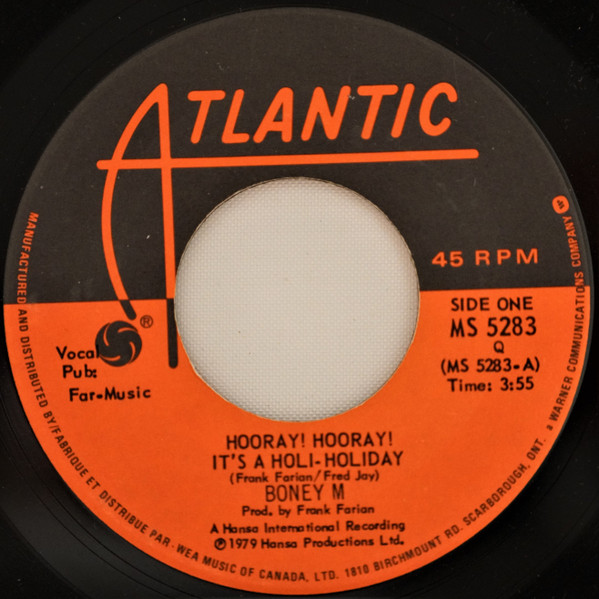 ATLANTIC
45 RPM
®
Vocal
Pub:
Far-Music
SIDE ONE
MS 5283
Q
(MS 5283-A)
Time: 3:55
HOORAY! HOORAY!
IT'S A HOLI-HOLIDAY
(Frank Farian/Fred Jay)
BONEY M
Prod. by Frank Farian
A Hansa International Recording
℗1979 Hansa Productions Ltd.
MANUFACTURED AND DISTRIBUTED BY/FABRIQUE ET DISTRIBUE PAR-WEA MUSIC OF CANADA, LTD. 1810 BIRCHMOUNT RD. SCARBOROUGH, ONT. a WARNER COMMUNICATIONS COMPANY